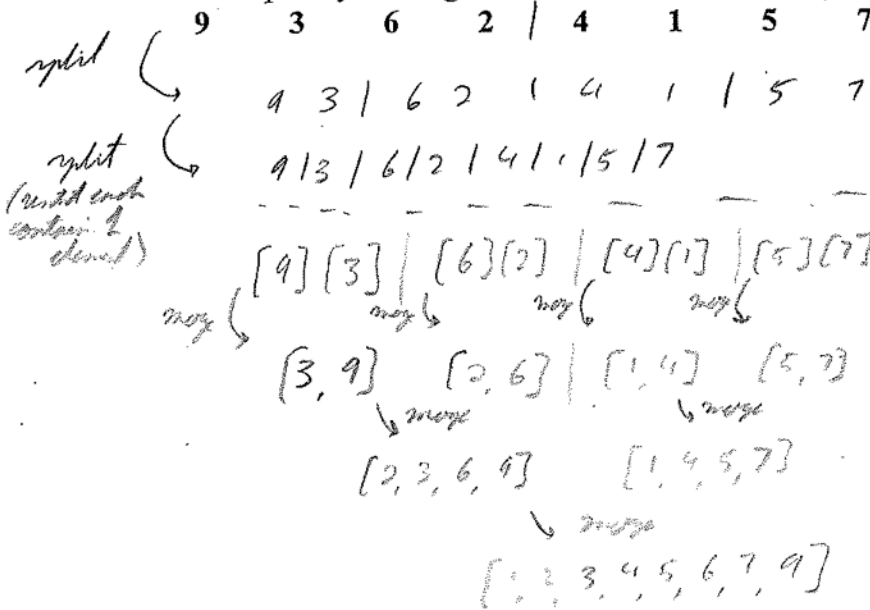 9 3 6 2 | 4 1 5 7
split
9 3 | 6 2 | 4 1 | 5 7
split
9 | 3 | 6 | 2 | 4 | 1 | 5 | 7
( each
contain 1
)
[9] [3] | [6] [2] | [4] [1] | [5] [7]
merge merge merge merge
[3, 9] [2, 6] | [1, 4] [5, 7]
merge merge
[2, 3, 6, 9] [1, 4, 5, 7]
merge
[1, 2, 3, 4, 5, 6, 7, 9]